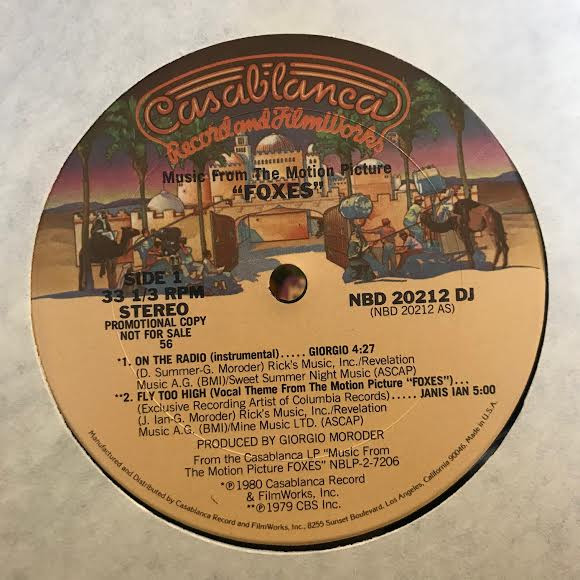 Casablanca
Record and FilmWorks
Music From The Motion Picture
"FOXES"
SIDE 1
33 1/3 RPM
STEREO
PROMOTIONAL COPY
NOT FOR SALE
56
NBD 20212 DJ
(NBD 20212 AS)
*1. ON THE RADIO (instrumental)..... GIORGIO 4:27
(D. Summer-G. Moroder) Rick's Music, Inc./Revelation
Music A.G. (BMI)/Sweet Summer Night Music (ASCAP)
**2. FLY TOO HIGH (Vocal Theme From The Motion Picture "FOXES")...
(Exclusive Recording Artist of Columbia Records)..... JANIS IAN 5:00
(J. Ian-G. Moroder) Rick's Music, Inc./Revelation
Music A.G. (BMI)/Mine Music LTD. (ASCAP)
PRODUCED BY GIORGIO MORODER
From the Casablanca LP "Music From
The Motion Picture FOXES" NBLP-2-7206
*℗1980 Casablanca Record
& FilmWorks, Inc.
**℗1979 CBS Inc.
Manufactured and Distributed by Casablanca Record and FilmWorks, Inc., 8255 Sunset Boulevard, Los Angeles, California 90046. Made in U.S.A.